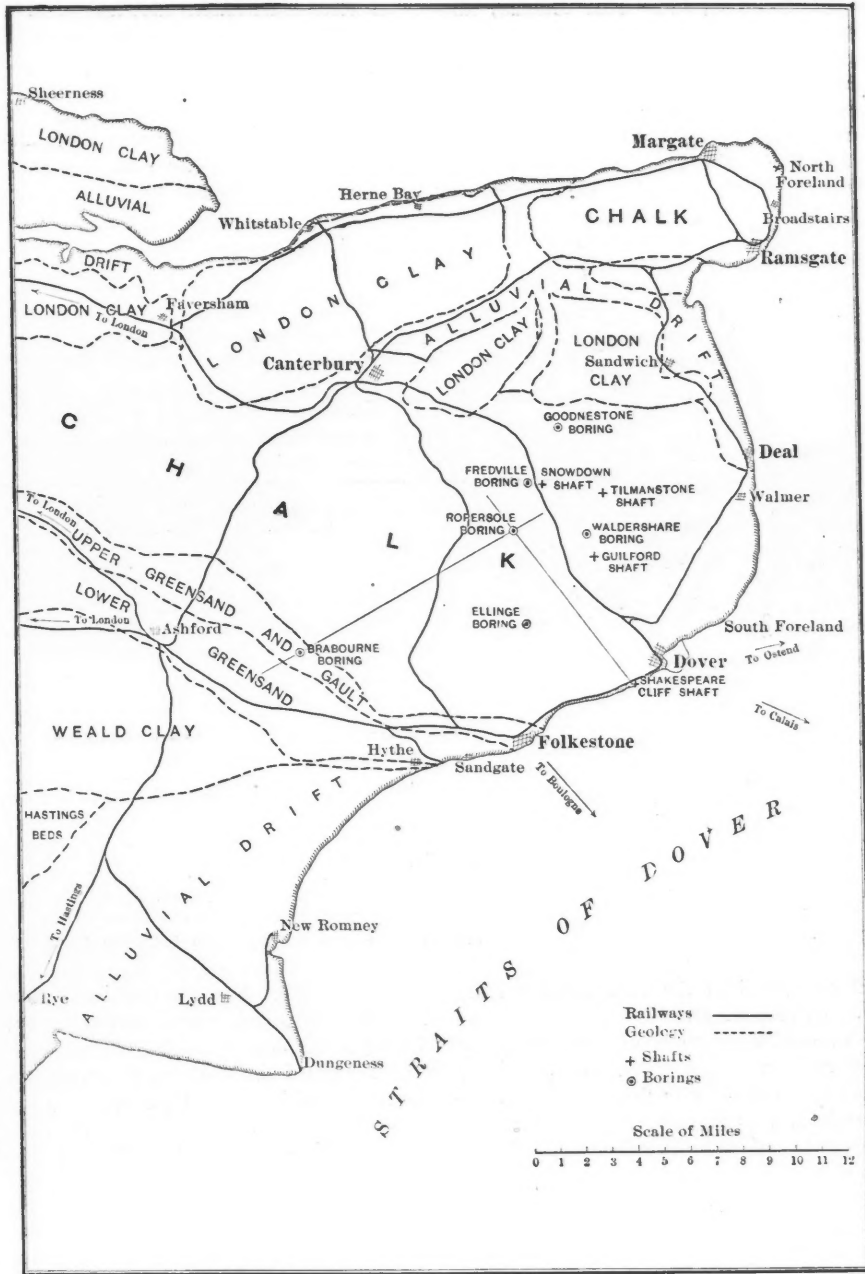 Sheerness
LONDON CLAY
ALLUVIAL
Margate
North
Foreland
Broadstairs
Ramsgate
CHALK
Herne Bay
Whitstable
DRIFT
LONDON CLAY
To London
Faversham
LONDON CLAY
Canterbury
ALLUVIAL DRIFT
LONDON CLAY
LONDON
CLAY
Sandwich
GOODNESTONE
BORING
Deal
Walmer
FREDVILLE
BORING
SNOWDOWN
SHAFT
TILMANSTONE
SHAFT
ROPERSOLE
BORING
WALDERSHARE
BORING
GUILFORD
SHAFT
CHALK
To London
UPPER GREENSAND AND GAULT
LOWER GREENSAND
To London
Ashford
BRABOURNE
BORING
ELLINGE
BORING
South Foreland
To Ostend
Dover
SHAKESPEARE
CLIFF SHAFT
To Calais
WEALD CLAY
Hythe
Sandgate
Folkestone
To Boulogne
HASTINGS
BEDS
ALLUVIAL DRIFT
To Hastings
New Romney
Rye
Lydd
Dungeness
STRAITS OF DOVER
Railways
Geology
Shafts
Borings
Scale of Miles
0 1 2 3 4 5 6 7 8 9 10 11 12